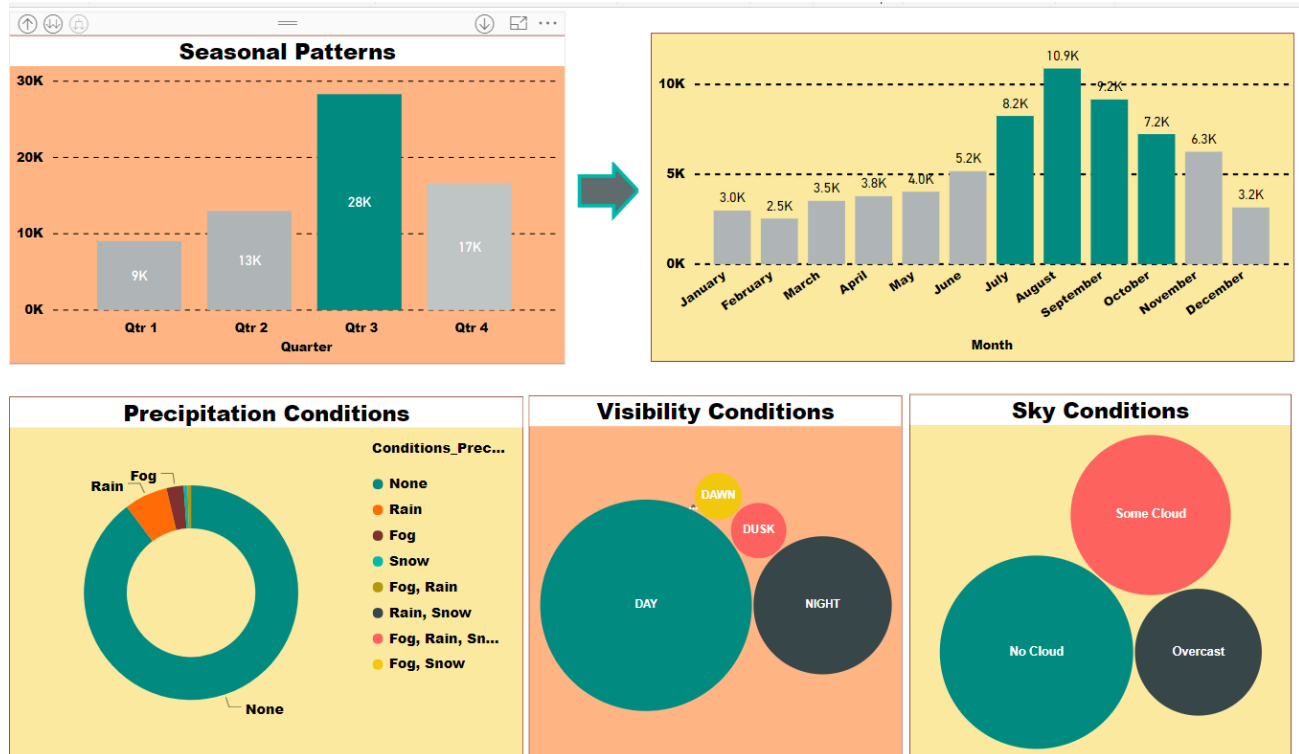 Seasonal Patterns
30K
20K
10K
0K
9K
13K
28K
17K
Qtr 1
Qtr 2
Qtr 3
Qtr 4
Quarter
10K
5K
0K
3.0K
2.5K
3.5K
3.8K
4.0K
5.2K
8.2K
10.9K
9.2K
7.2K
6.3K
3.2K
January
February
March
April
May
June
July
August
September
October
November
December
Month
Precipitation Conditions
Fog
Rain
None
Conditions_Prec...
None
Rain
Fog
Snow
Fog, Rain
Rain, Snow
Fog, Rain, Sn...
Fog, Snow
Visibility Conditions
DAWN
DUSK
DAY
NIGHT
Sky Conditions
Some Cloud
No Cloud
Overcast